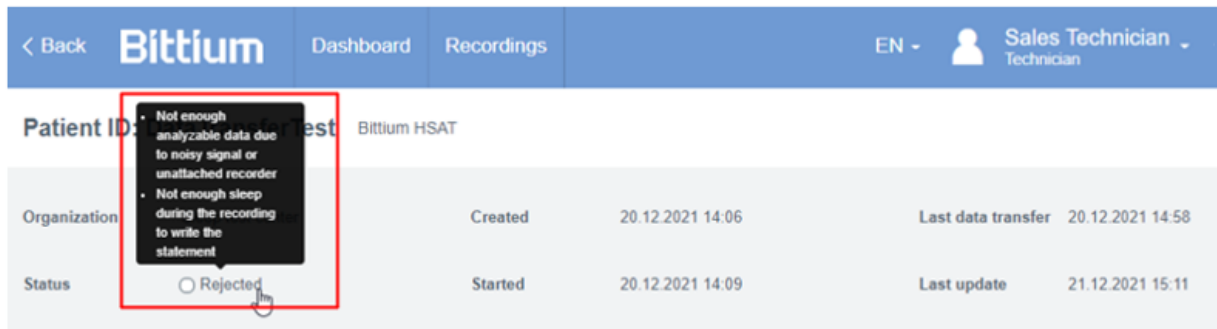 < Back Bittium Dashboard Recordings EN Sales Technician
Technician
Patient ID: Test Bittium HSAT
Not enough
analyzable data due
to noisy signal or
unattached recorder
Not enough sleep
during the recording
to write the
statement
Organization Created 20.12.2021 14:06 Last data transfer 20.12.2021 14:58
Status Rejected Started 20.12.2021 14:09 Last update 21.12.2021 15:11